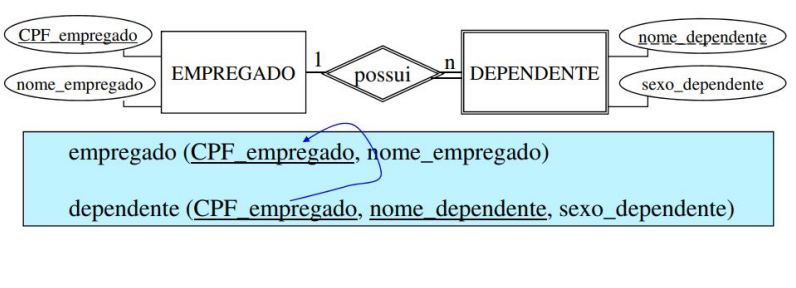 CPF_empregado
nome_empregado
EMPREGADO
1
possui
n
DEPENDENTE
nome_dependente
sexo_dependente
empregado (CPF_empregado, nome_empregado)
dependente (CPF_empregado, nome_dependente, sexo_dependente)